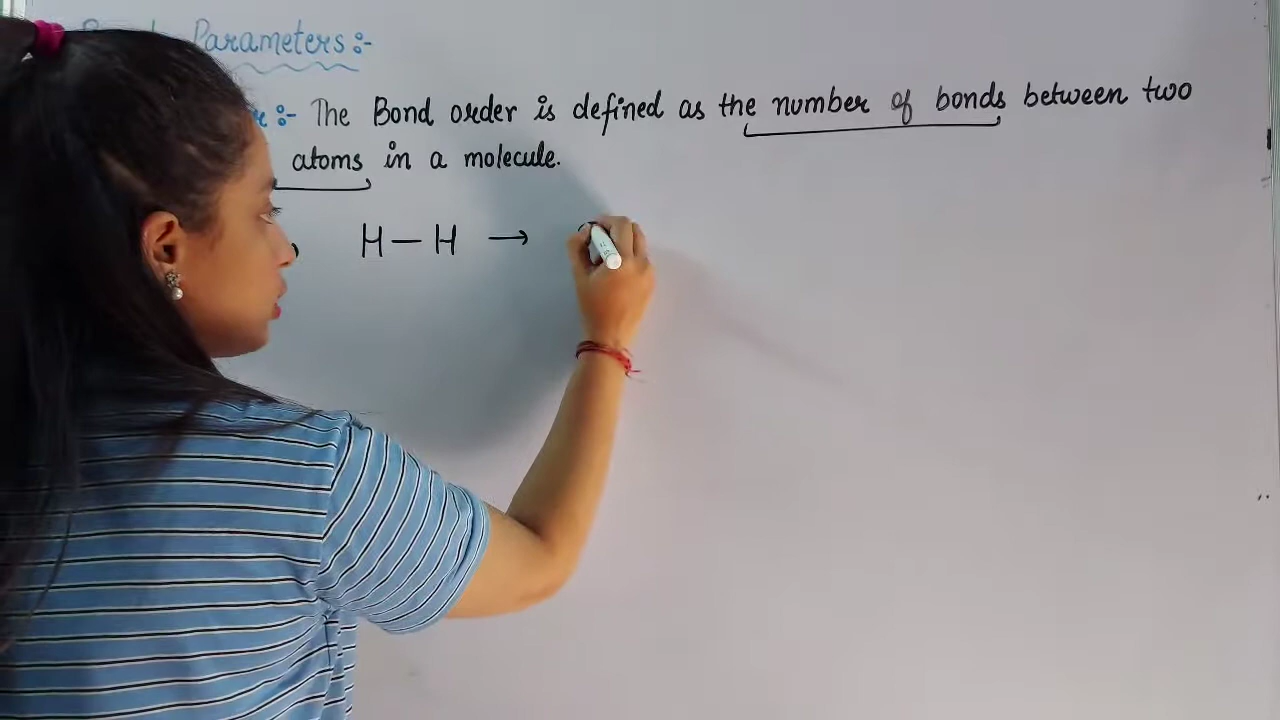 Parameters:-
:- The Bond order is defined as the number of bonds between two
atoms in a molecule.
H — H →